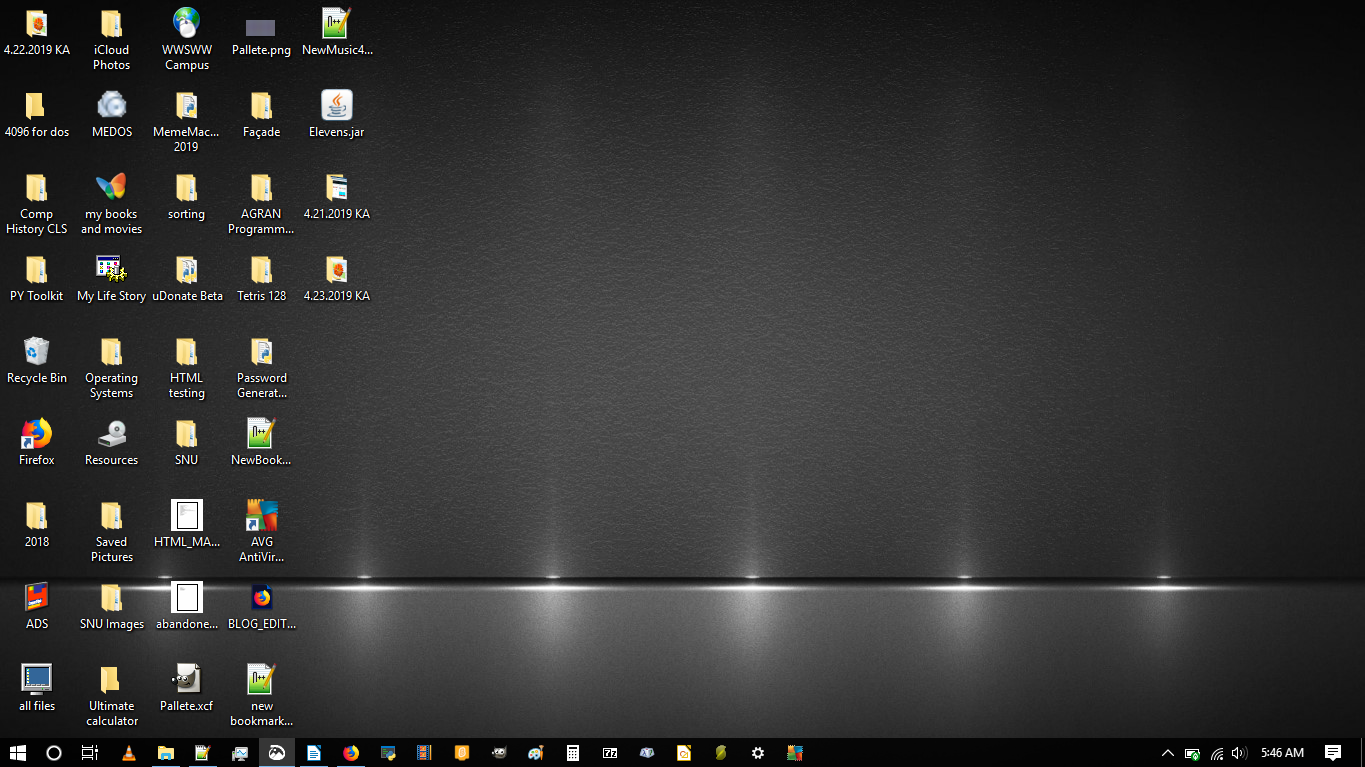 4.22.2019 KA
iCloud
Photos
WWSWW
Campus
Pallete.png
NewMusic4...
4096 for dos
MEDOS
MemeMac...
2019
Façade
Elevens.jar
Comp
History CLS
my books
and movies
sorting
AGRAN
Programm...
4.21.2019 KA
PY Toolkit
My Life Story
uDonate Beta
Tetris 128
4.23.2019 KA
Recycle Bin
Operating
Systems
HTML
testing
Password
Generat...
Firefox
Resources
SNU
NewBook...
2018
Saved
Pictures
HTML_MA...
AVG
AntiVir...
ADS
SNU Images
abandone...
BLOG_EDIT...
all files
Ultimate
calculator
Pallete.xcf
new
bookmark...
5:46 AM